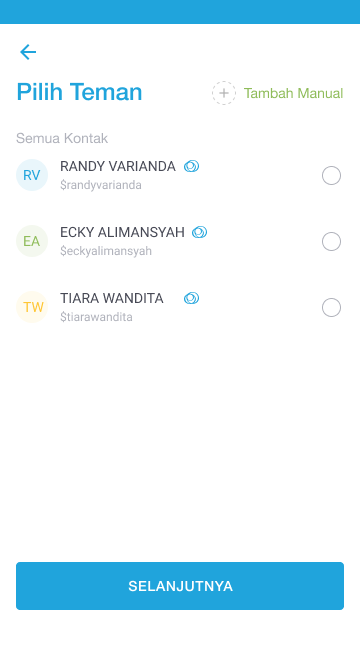 Pilih Teman
Tambah Manual
Semua Kontak
RV
RANDY VARIANDA
$randyvarianda
EA
ECKY ALIMANSYAH
$eckyalimansyah
TW
TIARA WANDITA
$tiarawandita
SELANJUTNYA